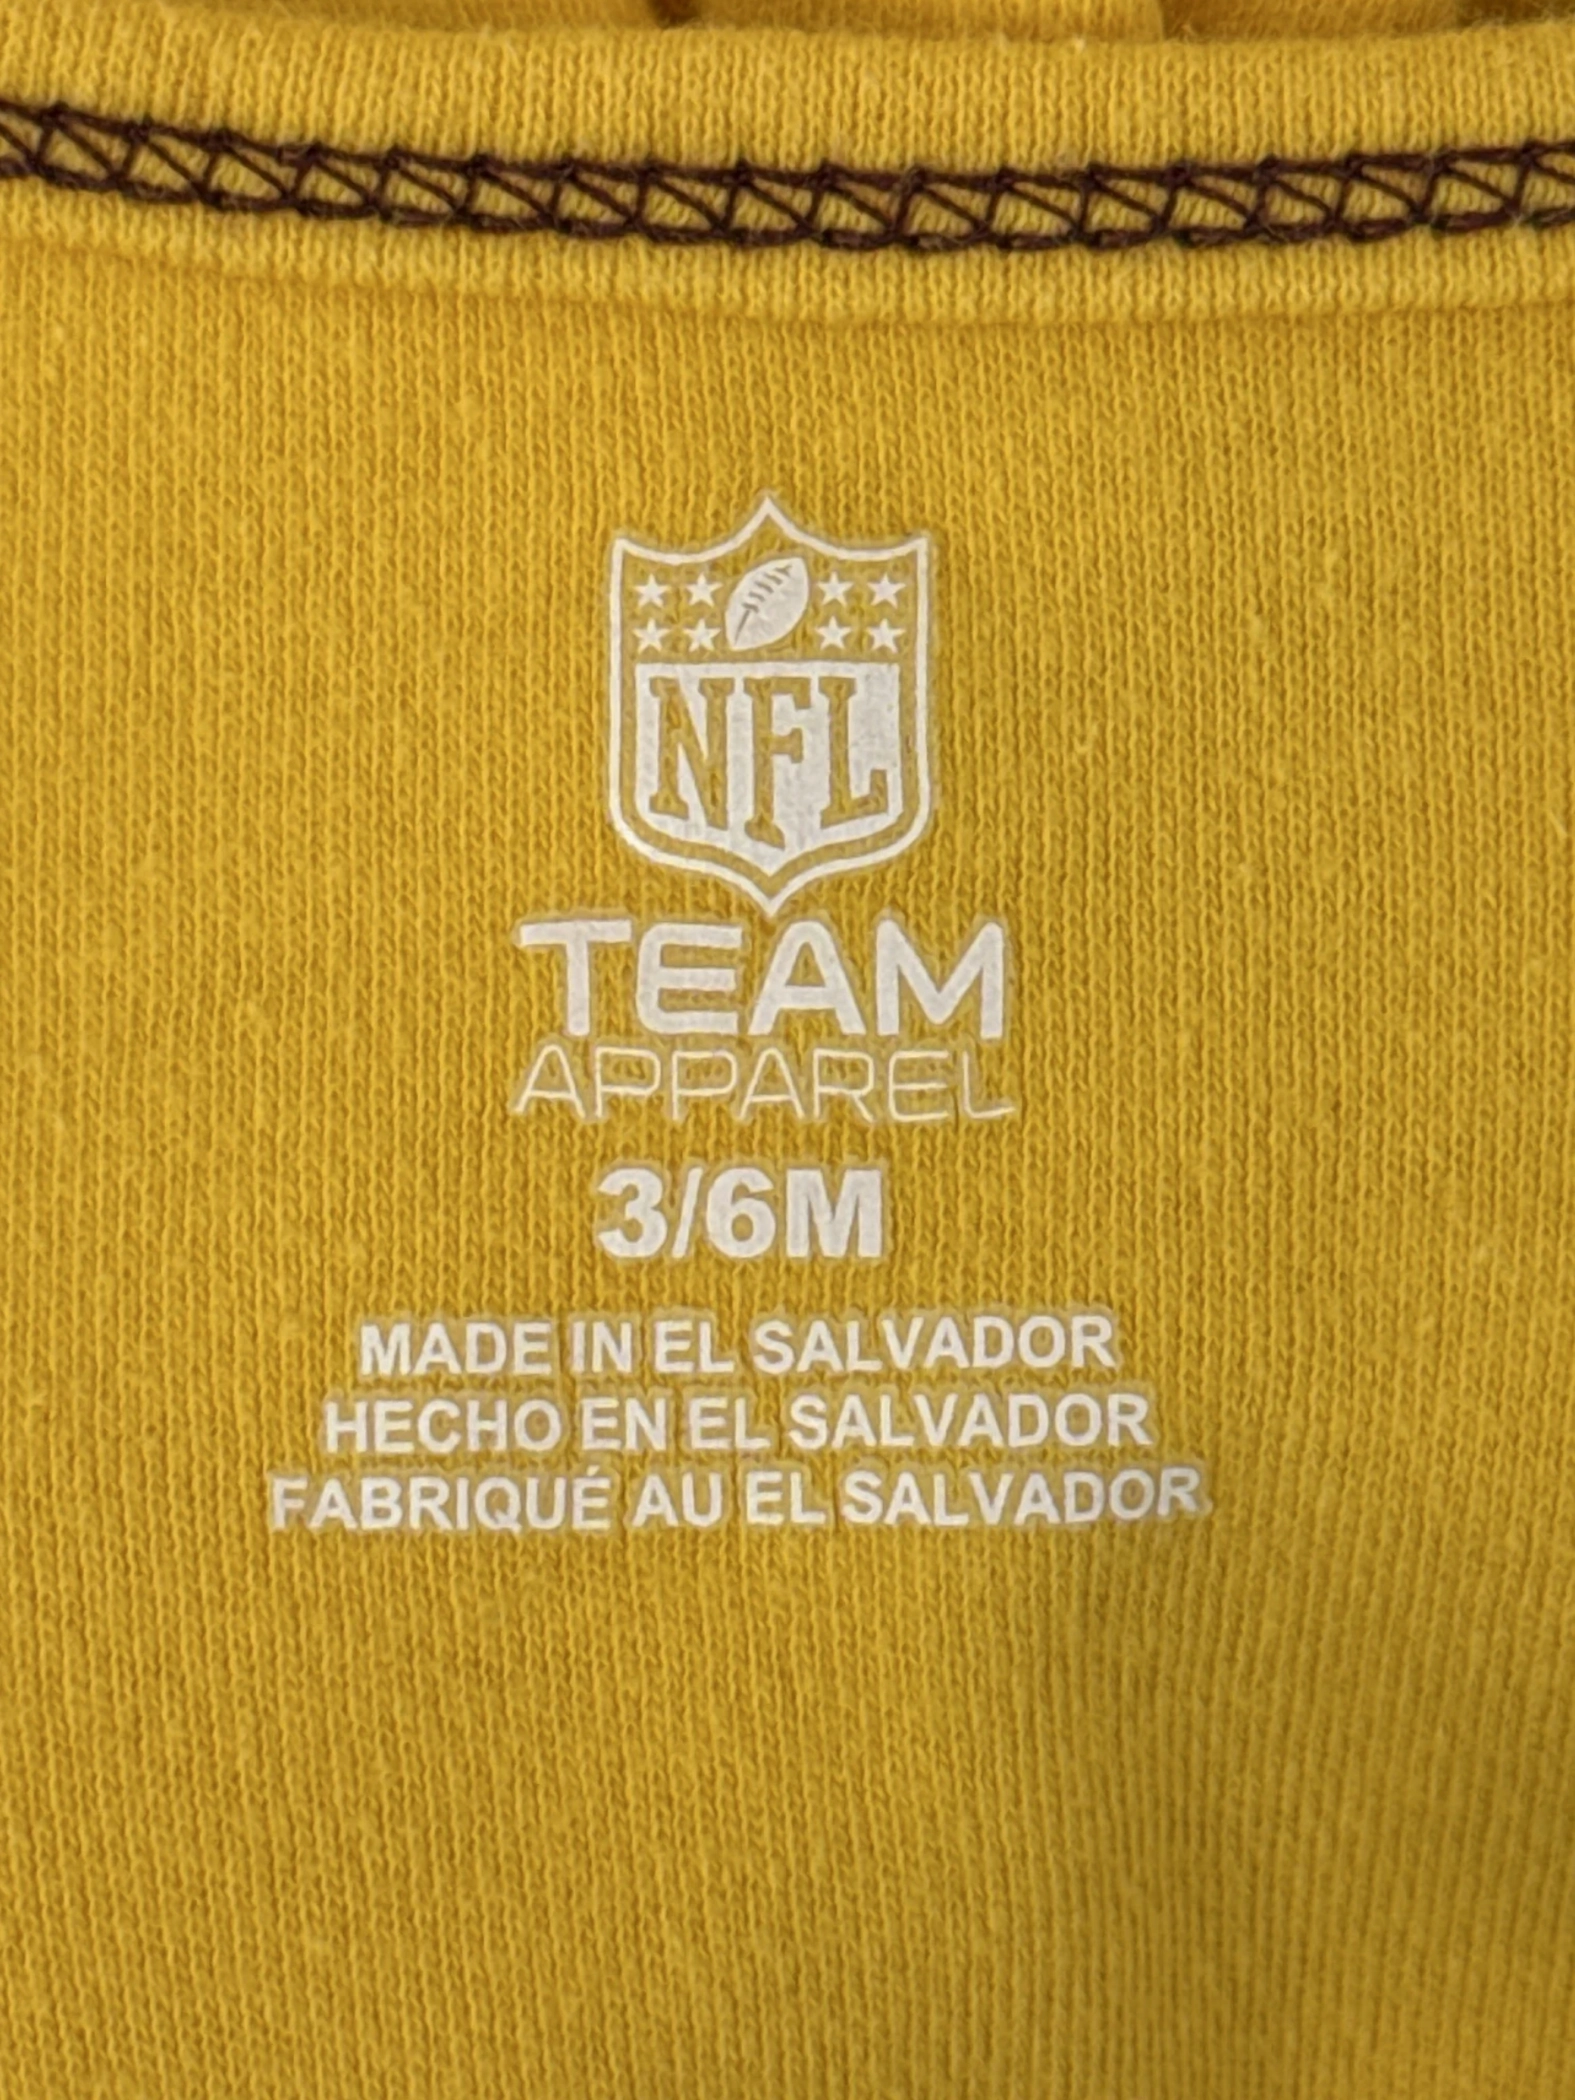 NFL
TEAM
APPAREL
3/6M
MADE IN EL SALVADOR
HECHO EN EL SALVADOR
FABRIQUÉ AU EL SALVADOR